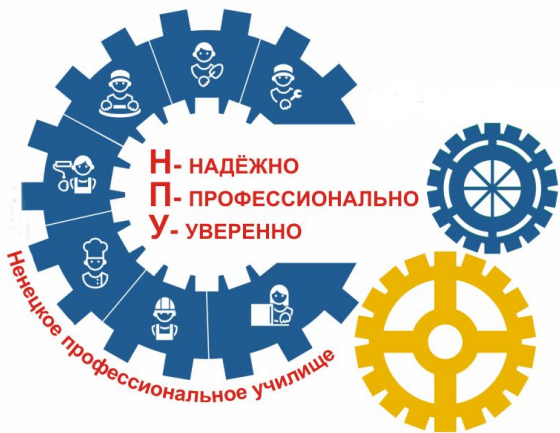 Н- НАДЁЖНО
П- ПРОФЕССИОНАЛЬНО
У- УВЕРЕННО
Ненецкое профессиональное училище